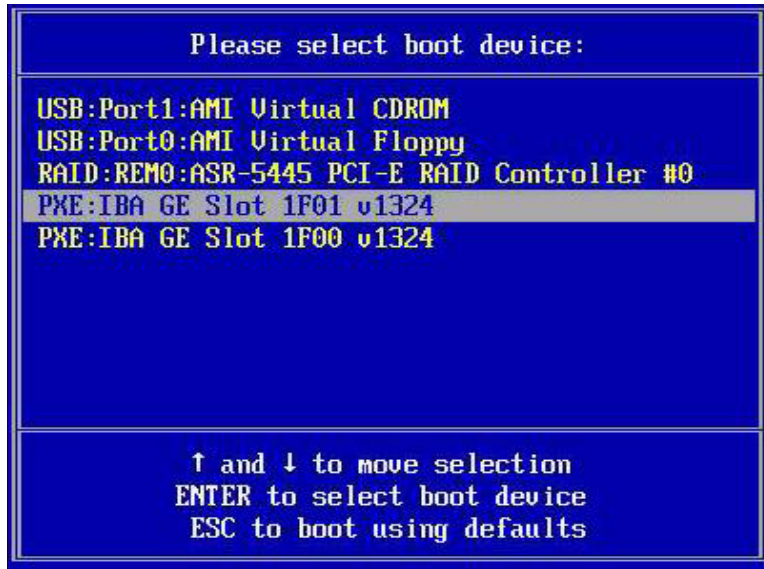 Please select boot device:
USB:Port1:AMI Virtual CDROM
USB:Port0:AMI Virtual Floppy
RAID:REM0:ASR-5445 PCI-E RAID Controller #0
PXE:IBA GE Slot 1F01 v1324
PXE:IBA GE Slot 1F00 v1324
↑ and ↓ to move selection
ENTER to select boot device
ESC to boot using defaults